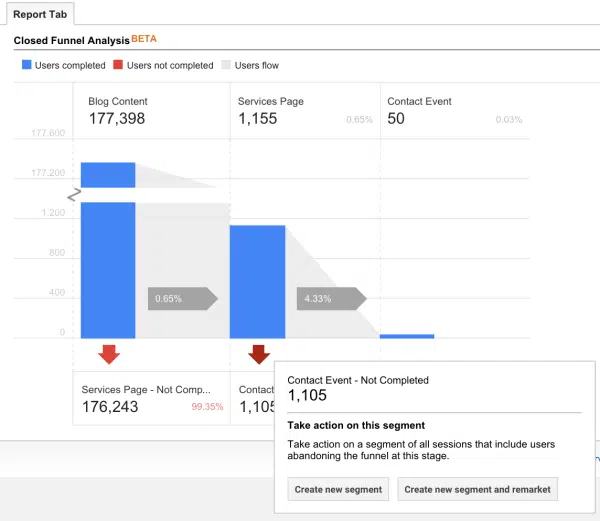 Report Tab
Closed Funnel Analysis BETA
Users completed Users not completed Users flow
Blog Content Services Page Contact Event
177,398 1,155 0.65% 50 0.03%
177.600
177.200
1.200
800
400
0
0.65% 4.33%
Services Page - Not Comp... Contac
176,243 99.35% 1,105
Contact Event - Not Completed
1,105
Take action on this segment
Take action on a segment of all sessions that include users
abandoning the funnel at this stage.
Create new segment Create new segment and remarket